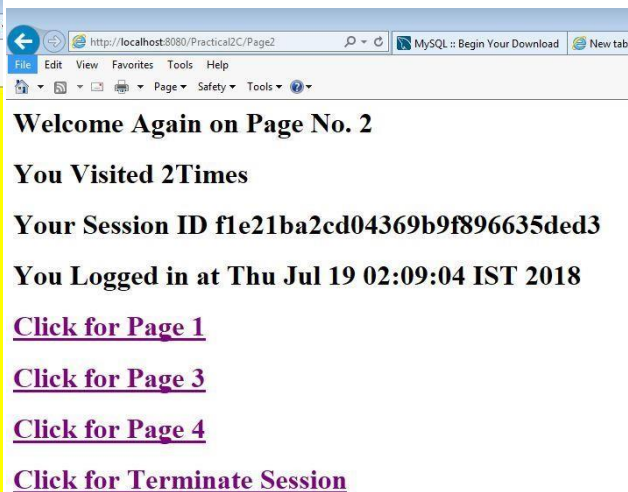 http://localhost:8080/Practical2C/Page2
MySQL :: Begin Your Download
New tab
File Edit View Favorites Tools Help
Page Safety Tools
Welcome Again on Page No. 2
You Visited 2Times
Your Session ID f1e21ba2cd04369b9f896635ded3
You Logged in at Thu Jul 19 02:09:04 IST 2018
Click for Page 1
Click for Page 3
Click for Page 4
Click for Terminate Session